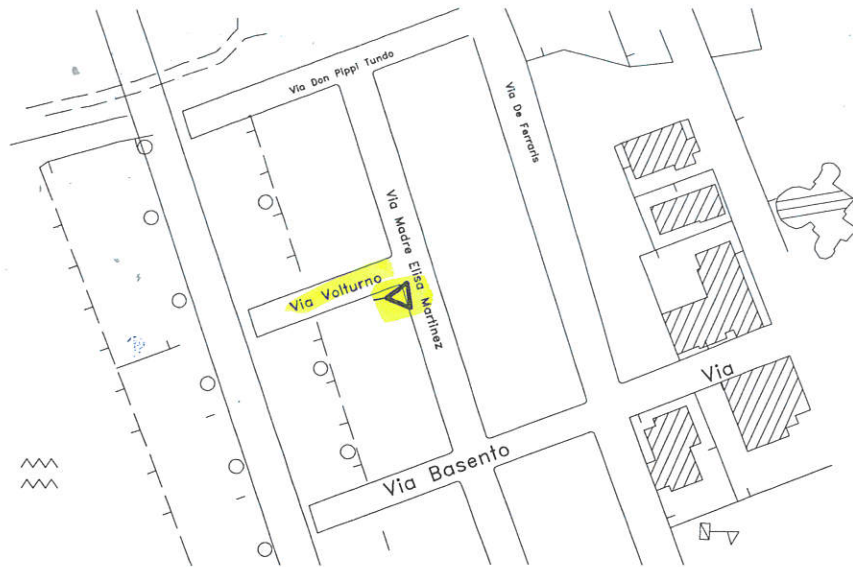 Via Don Pippi Tundo
Via De Ferraris
Via Madre Elisa Martinez
Via Volturno
Via
Via Basento